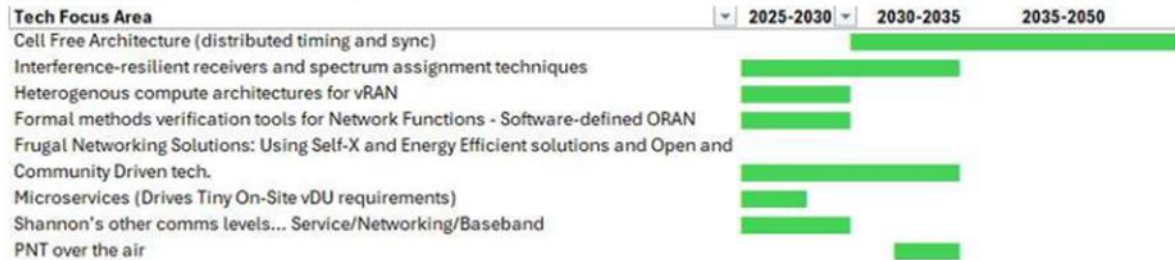 Tech Focus Area 2025-2030 2030-2035 2035-2050
Cell Free Architecture (distributed timing and sync)
Interference-resilient receivers and spectrum assignment techniques
Heterogenous compute architectures for vRAN
Formal methods verification tools for Network Functions - Software-defined ORAN
Frugal Networking Solutions: Using Self-X and Energy Efficient solutions and Open and
Community Driven tech.
Microservices (Drives Tiny On-Site vDU requirements)
Shannon's other comms levels... Service/Networking/Baseband
PNT over the air